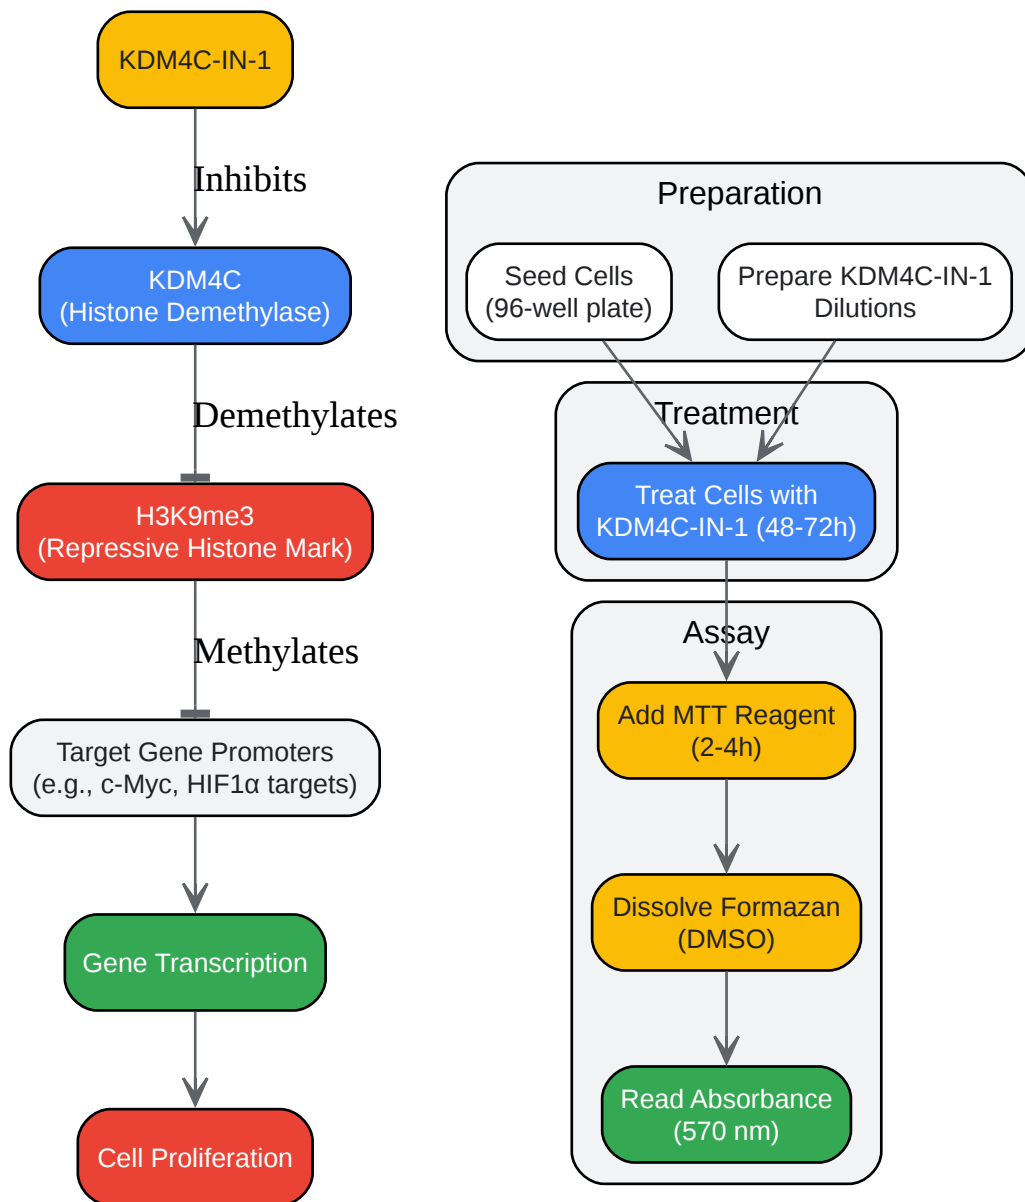 KDM4C-IN-1
Inhibits
KDM4C
(Histone Demethylase)
Demethylates
H3K9me3
(Repressive Histone Mark)
Methylates
Target Gene Promoters
(e.g., c-Myc, HIF1α targets)
Gene Transcription
Cell Proliferation
Preparation
Seed Cells
(96-well plate)
Prepare KDM4C-IN-1
Dilutions
Treatment
Treat Cells with
KDM4C-IN-1 (48-72h)
Assay
Add MTT Reagent
(2-4h)
Dissolve Formazan
(DMSO)
Read Absorbance
(570 nm)